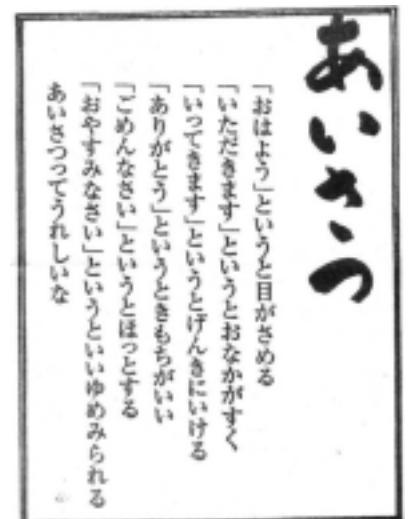 あいさつ
「おはよう」というと目がさめる
「いただきます」というとおなかがすく
「いってきます」というとげんきにいける
「ありがとう」というときもちがいい
「ごめんなさい」というとほっとする
「おやすみなさい」というといいゆめみられる
あいさつってうれしいな